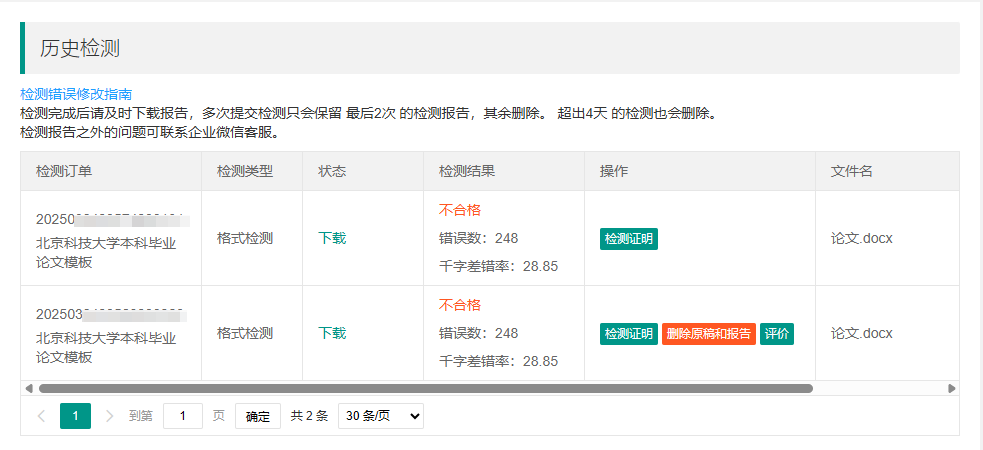 历史检测
检测错误修改指南
检测完成后请及时下载报告，多次提交检测只会保留 最后2次 的检测报告，其余删除。 超出4天 的检测也会删除。
检测报告之外的问题可联系企业微信客服。
检测订单 检测类型 状态 检测结果 操作 文件名
20250
北京科技大学本科毕业
论文模板
格式检测
下载
不合格
错误数：248
千字差错率：28.85
检测证明
论文.docx
202503
北京科技大学本科毕业
论文模板
格式检测
下载
不合格
错误数：248
千字差错率：28.85
检测证明 删除原稿和报告 评价
论文.docx
1 到第 1 页 确定 共 2 条 30 条/页